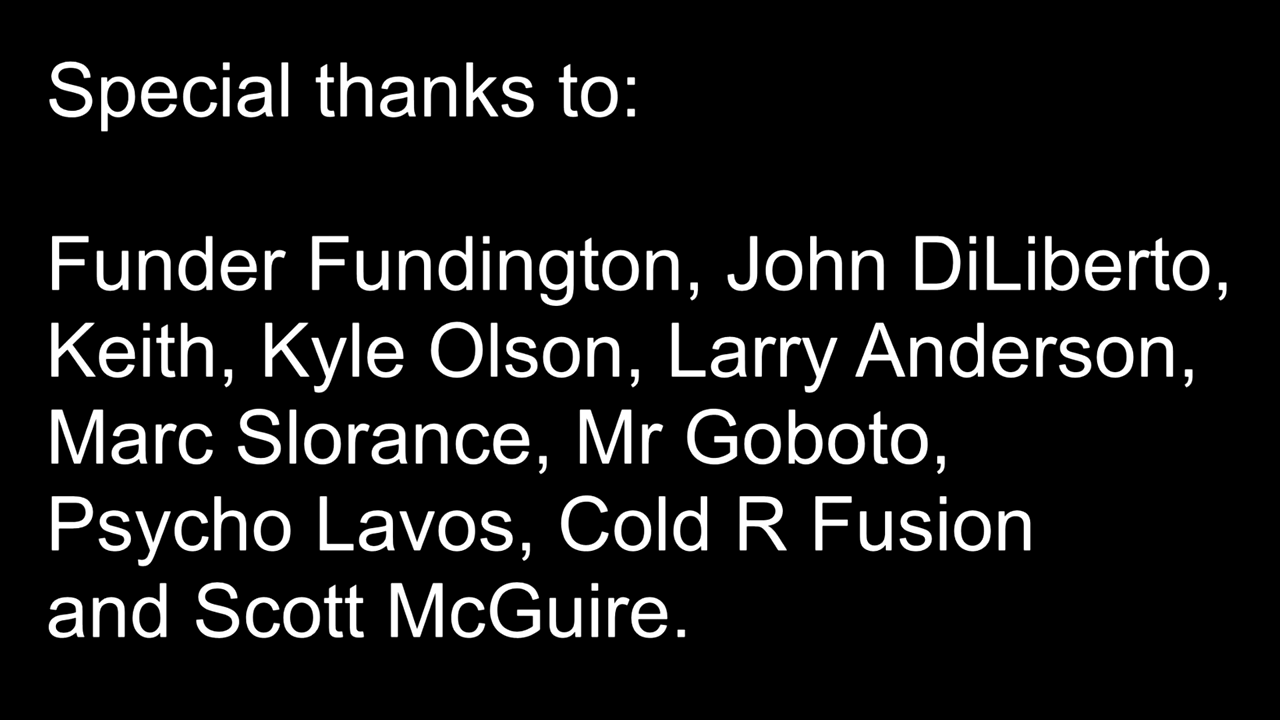 Special thanks to:
Funder Fundington, John DiLiberto,
Keith, Kyle Olson, Larry Anderson,
Marc Slorance, Mr Goboto,
Psycho Lavos, Cold R Fusion
and Scott McGuire.